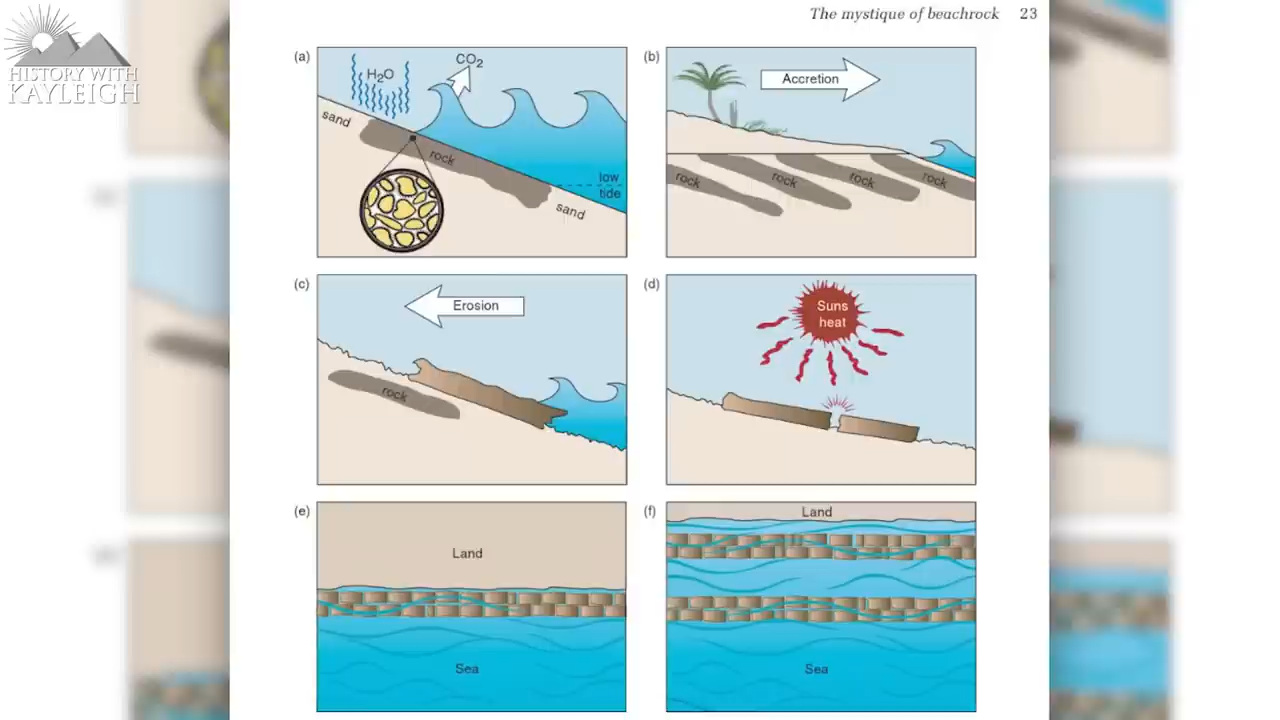 HISTORY WITH
KAYLEIGH
The mystique of beachrock 23
(a)
H₂O
CO₂
sand
rock
low
tide
sand
(b)
Accretion
rock
rock
rock
rock
(c)
Erosion
rock
(d)
Suns
heat
(e)
Land
Sea
(f)
Land
Sea